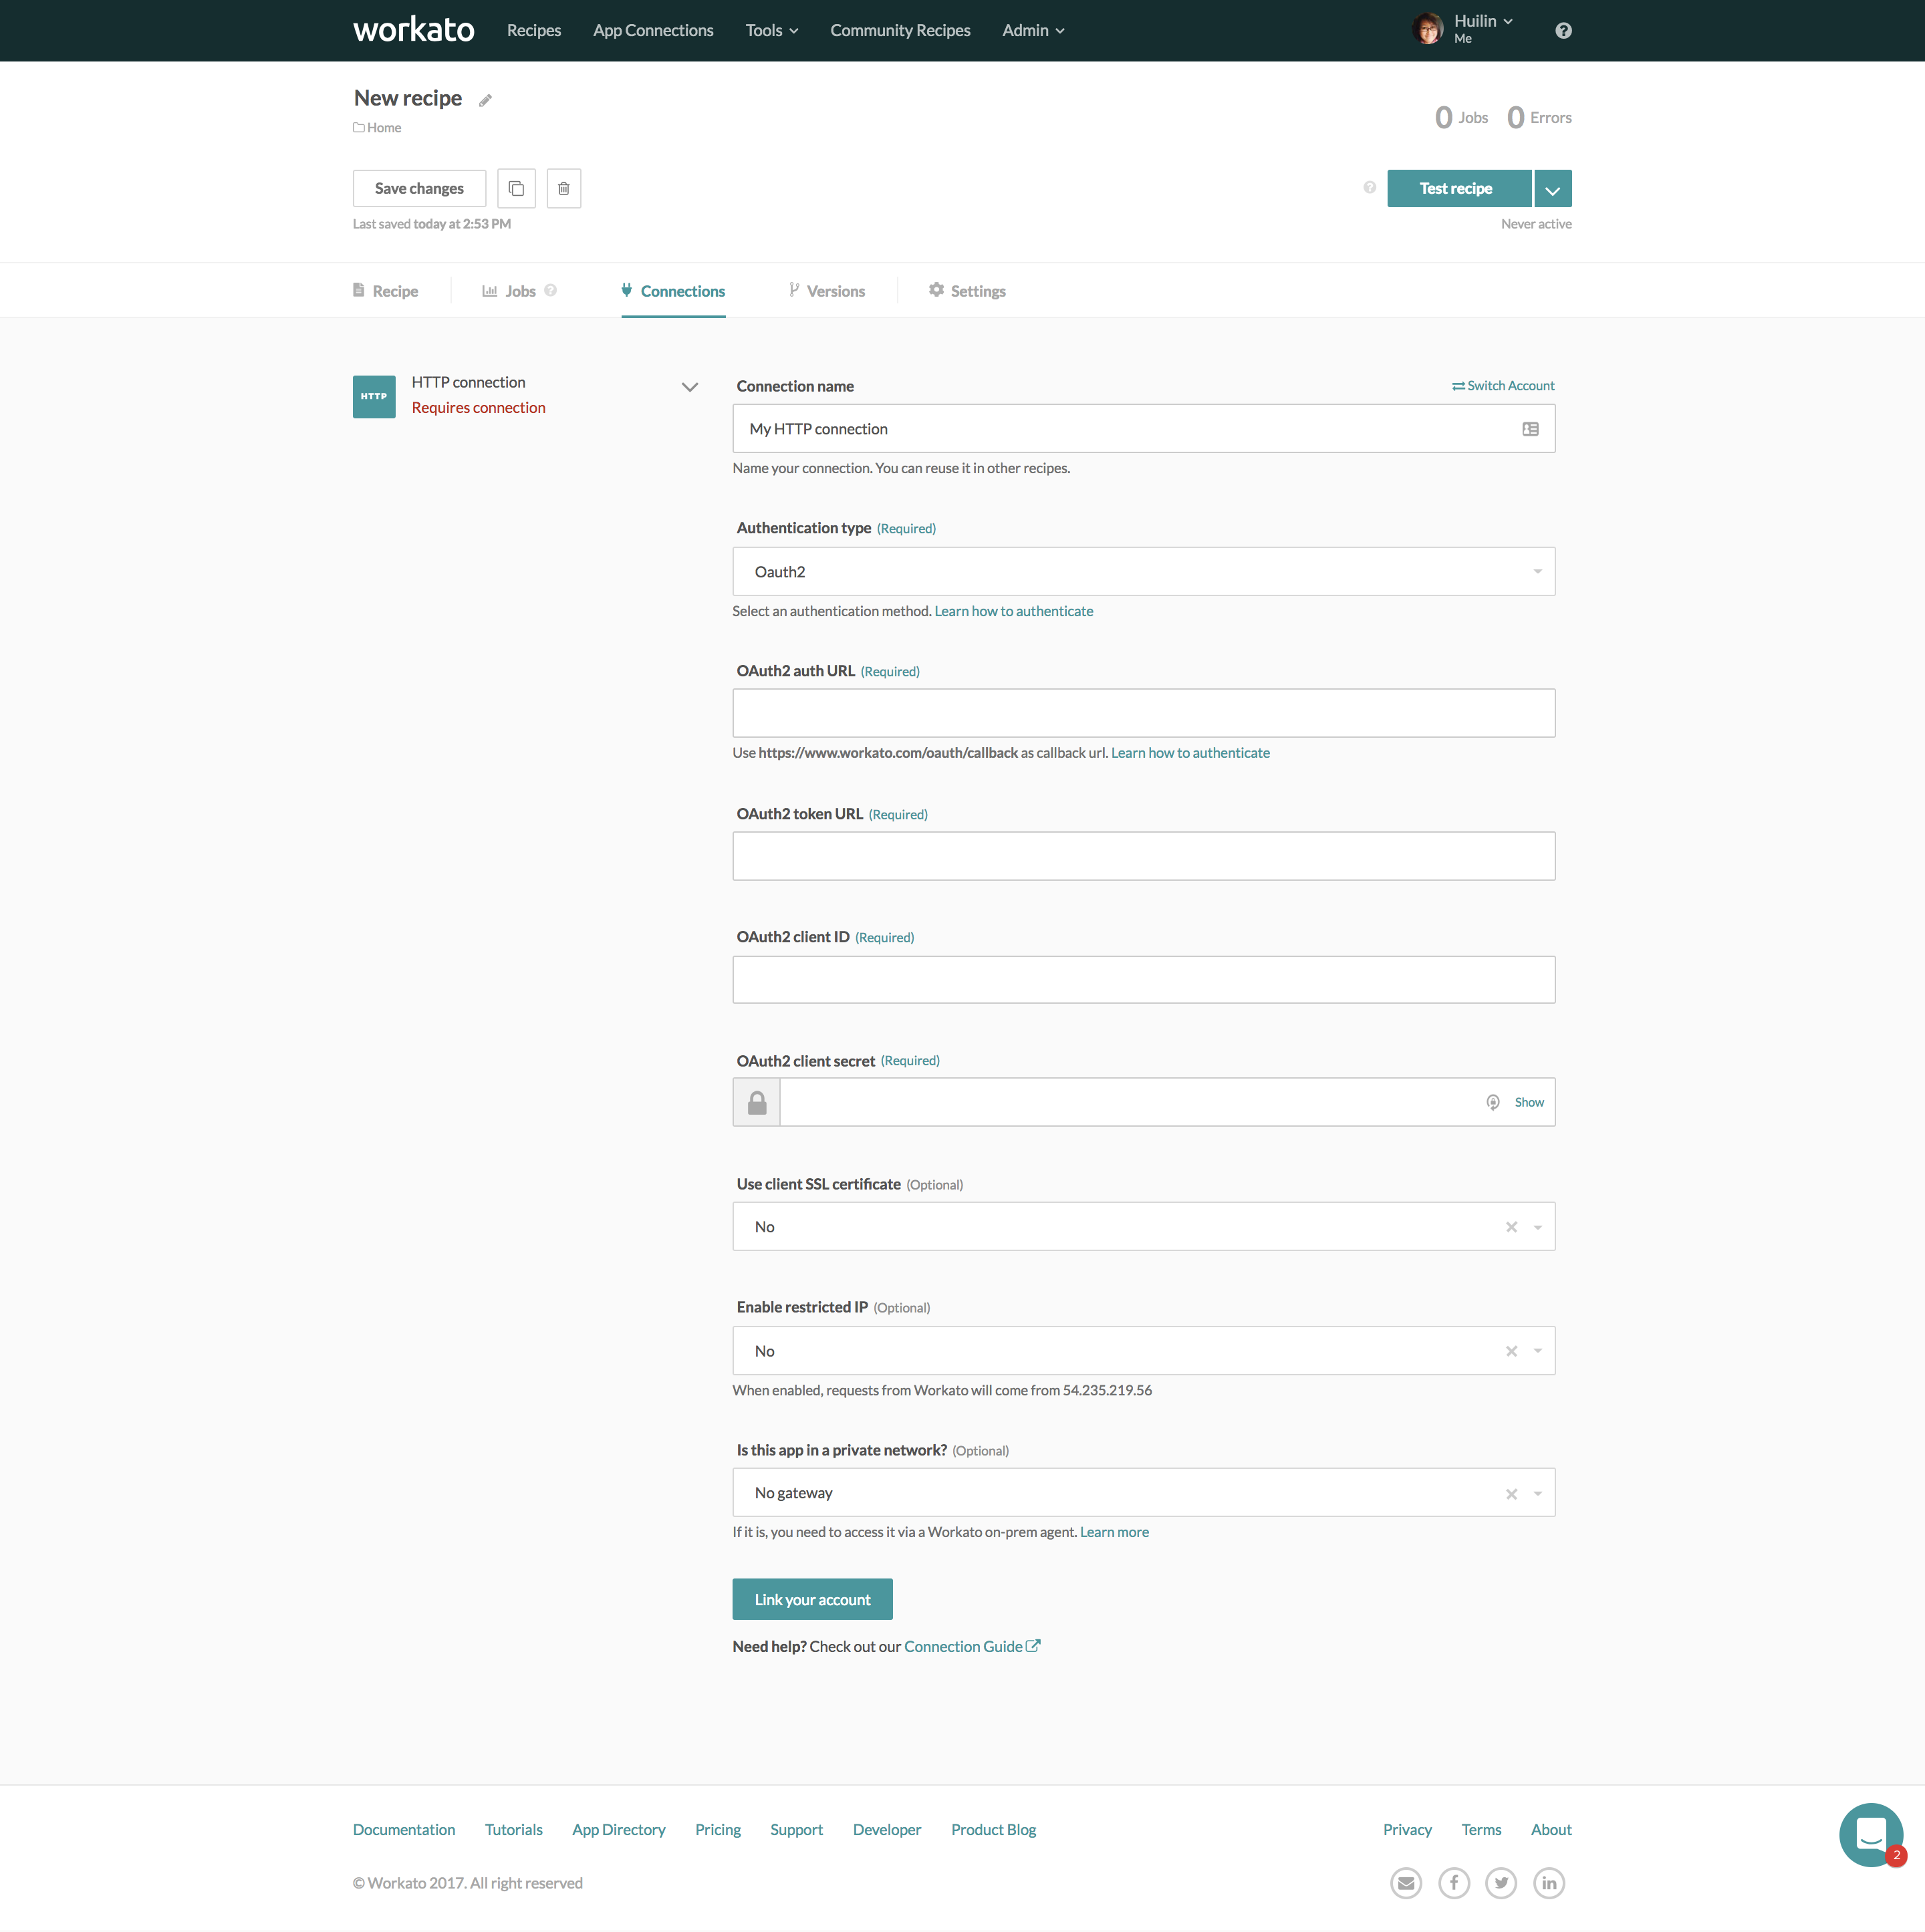 workato Recipes App Connections Tools Community Recipes Admin Huilin
Me
New recipe
Home
0 Jobs 0 Errors
Save changes
Test recipe
Last saved today at 2:53 PM
Never active
Recipe Jobs Connections Versions Settings
HTTP
HTTP connection
Requires connection
Connection name
Switch Account
My HTTP connection
Name your connection. You can reuse it in other recipes.
Authentication type (Required)
Oauth2
Select an authentication method. Learn how to authenticate
OAuth2 auth URL (Required)
Use https://www.workato.com/oauth/callback as callback url. Learn how to authenticate
OAuth2 token URL (Required)
OAuth2 client ID (Required)
OAuth2 client secret (Required)
Show
Use client SSL certificate (Optional)
No
Enable restricted IP (Optional)
No
When enabled, requests from Workato will come from 54.235.219.56
Is this app in a private network? (Optional)
No gateway
If it is, you need to access it via a Workato on-prem agent. Learn more
Link your account
Need help? Check out our Connection Guide
Documentation Tutorials App Directory Pricing Support Developer Product Blog Privacy Terms About
2
© Workato 2017. All right reserved